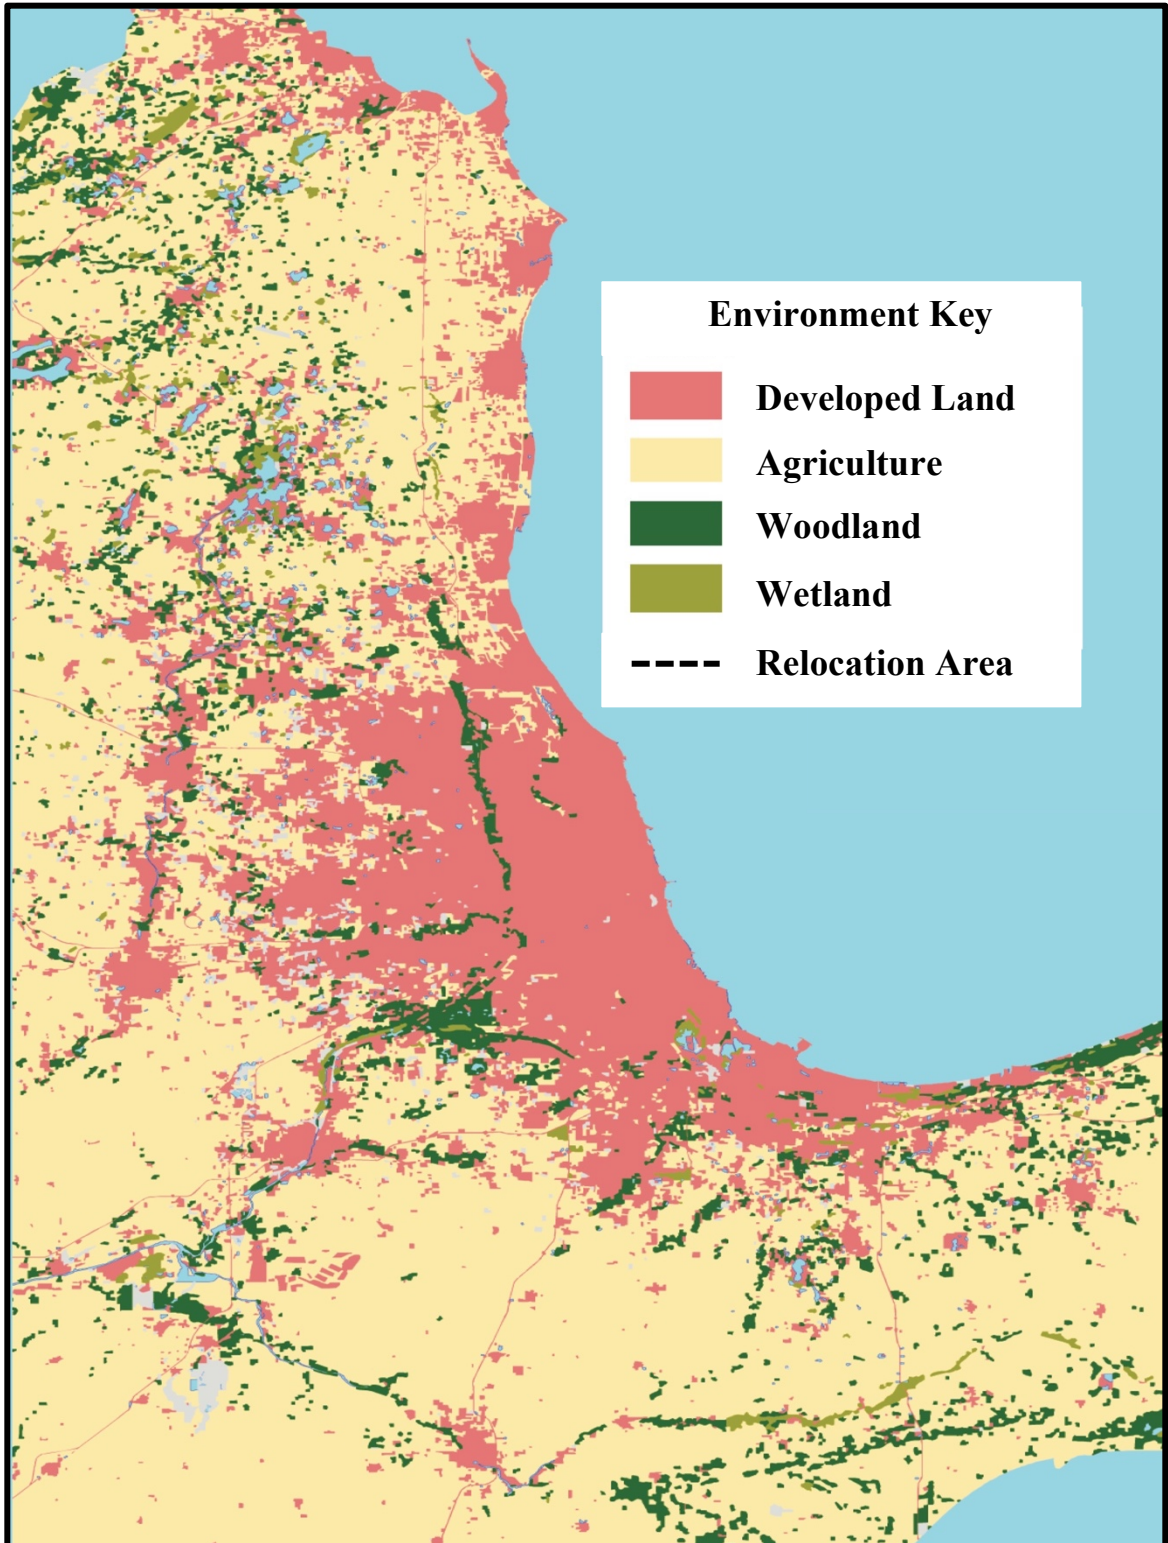 Environment Key
Developed Land
Agriculture
Woodland
Wetland
Relocation Area